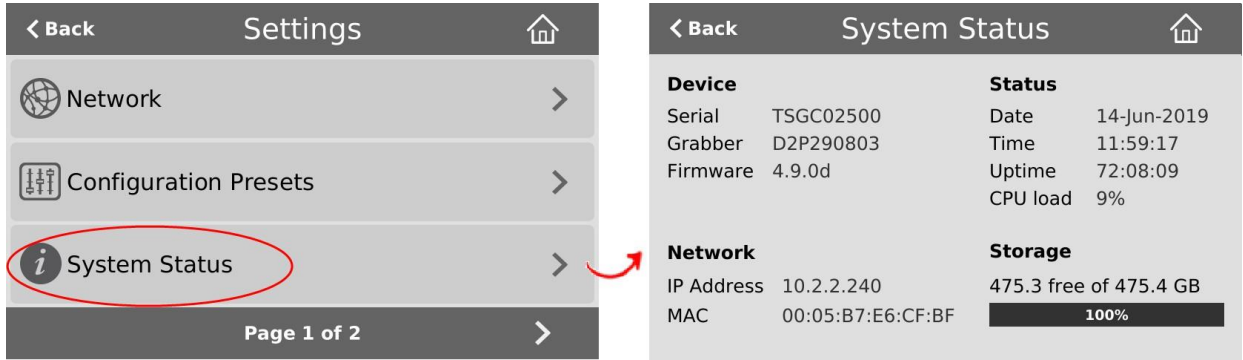 Back Settings
Network
Configuration Presets
i System Status
Page 1 of 2
Back System Status
Device
Serial TSGC02500
Grabber D2P290803
Firmware 4.9.0d
Status
Date 14-Jun-2019
Time 11:59:17
Uptime 72:08:09
CPU load 9%
Network
IP Address 10.2.2.240
MAC 00:05:B7:E6:CF:BF
Storage
475.3 free of 475.4 GB
100%